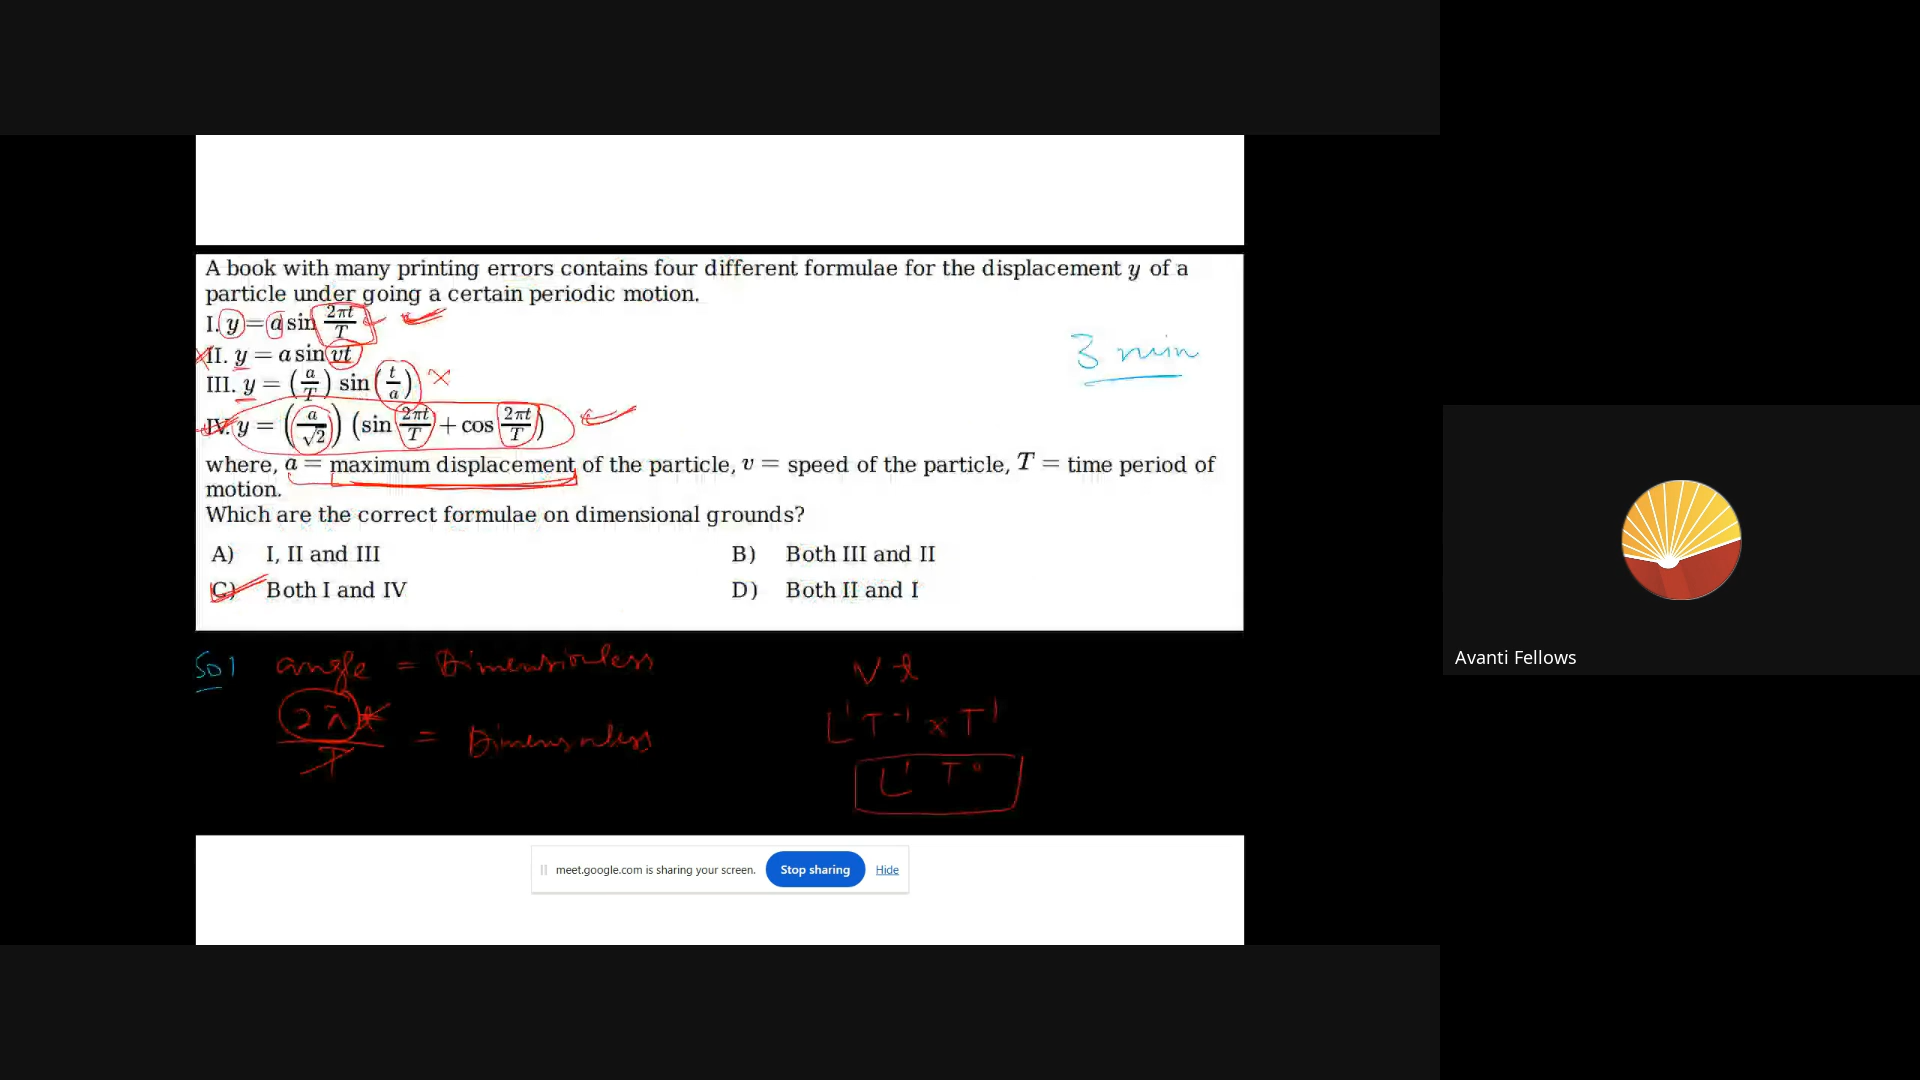 A book with many printing errors contains four different formulae for the displacement y of a
particle under going a certain periodic motion.
I. y = a sin 2πt/T
II. y = a sin vt
3 min
III. y = (a/T) sin (t/a)
IV. y = (a/√2) (sin 2πt/T + cos 2πt/T)
where, a = maximum displacement of the particle, v = speed of the particle, T = time period of
motion.
Which are the correct formulae on dimensional grounds?
A) I, II and III
B) Both III and II
C) Both I and IV
D) Both II and I
Sol angle = Dimensionless
2πt/T = Dimensionless
V t
L¹ T⁻¹ × T¹
L¹ T⁰
Avanti Fellows
meet.google.com is sharing your screen. Stop sharing Hide